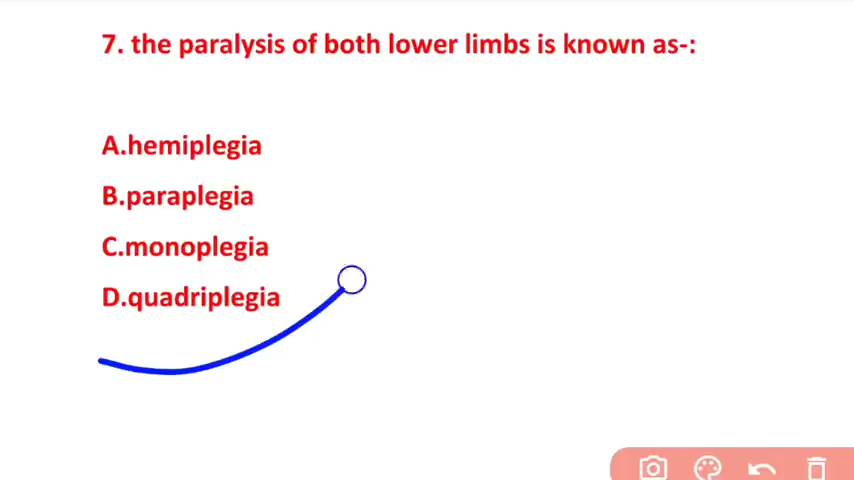 7. the paralysis of both lower limbs is known as-:
A.hemiplegia
B.paraplegia
C.monoplegia
D.quadriplegia